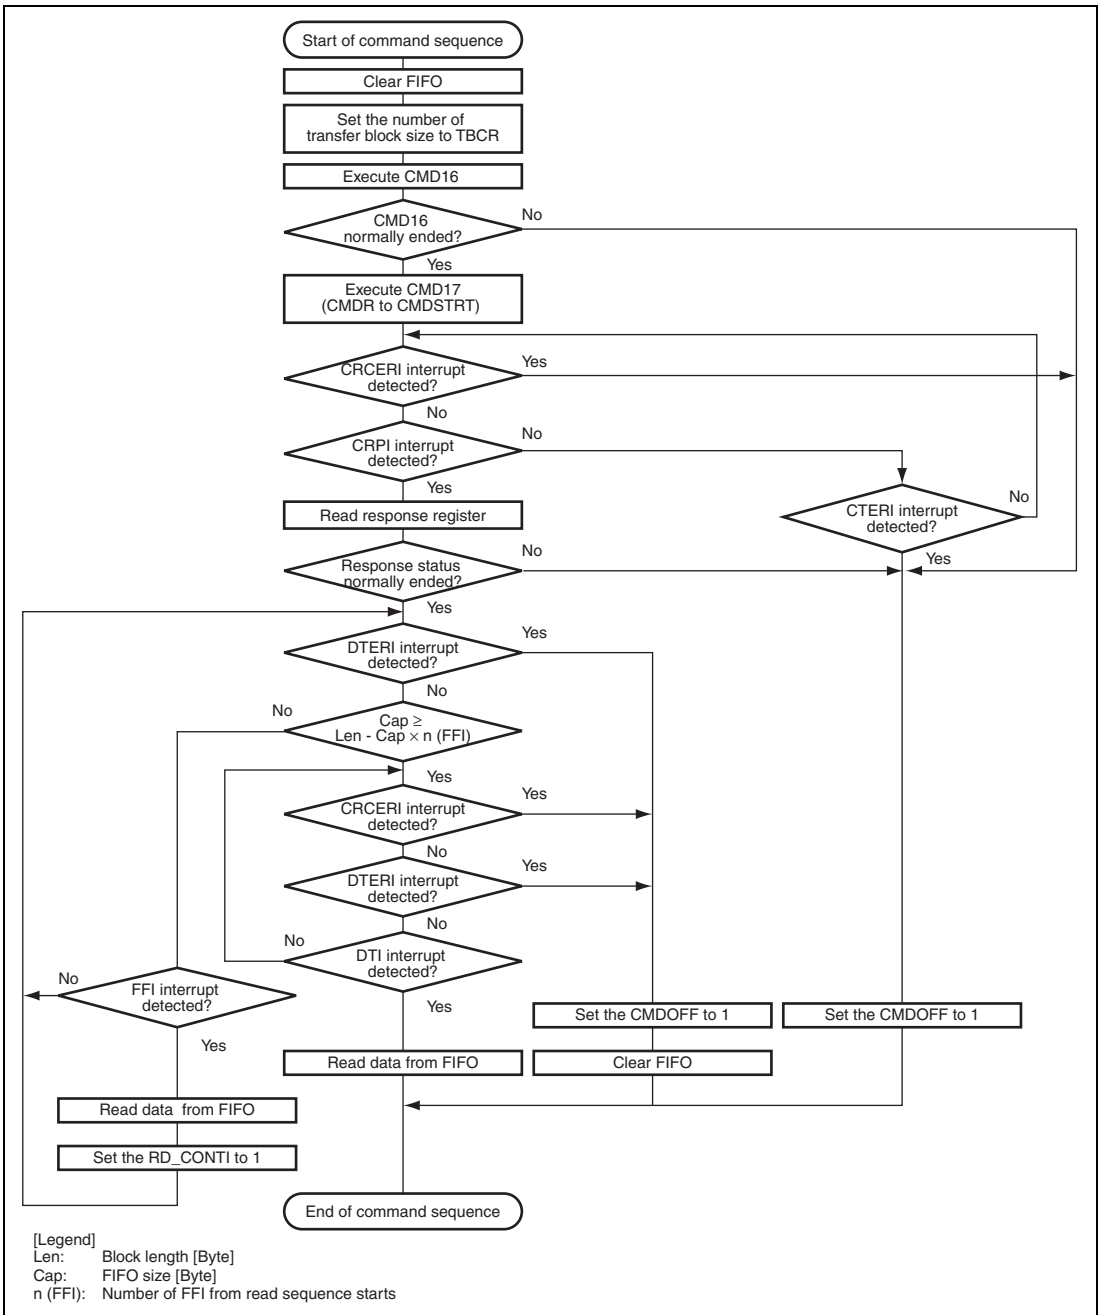 Start of command sequence
Clear FIFO
Set the number of
transfer block size to TBCR
Execute CMD16
CMD16
normally ended?
No
Yes
Execute CMD17
(CMDR to CMDSTRT)
CRCERI interrupt
detected?
Yes
No
CRPI interrupt
detected?
No
Yes
CTERI interrupt
detected?
No
Yes
Read response register
Response status
normally ended?
No
Yes
DTERI interrupt
detected?
Yes
No
Cap ≥
Len - Cap × n (FFI)
No
Yes
CRCERI interrupt
detected?
Yes
No
DTERI interrupt
detected?
Yes
No
DTI interrupt
detected?
No
Yes
FFI interrupt
detected?
No
Yes
Set the CMDOFF to 1
Set the CMDOFF to 1
Read data from FIFO
Clear FIFO
Read data from FIFO
Set the RD_CONTI to 1
End of command sequence
[Legend]
Len: Block length [Byte]
Cap: FIFO size [Byte]
n (FFI): Number of FFI from read sequence starts